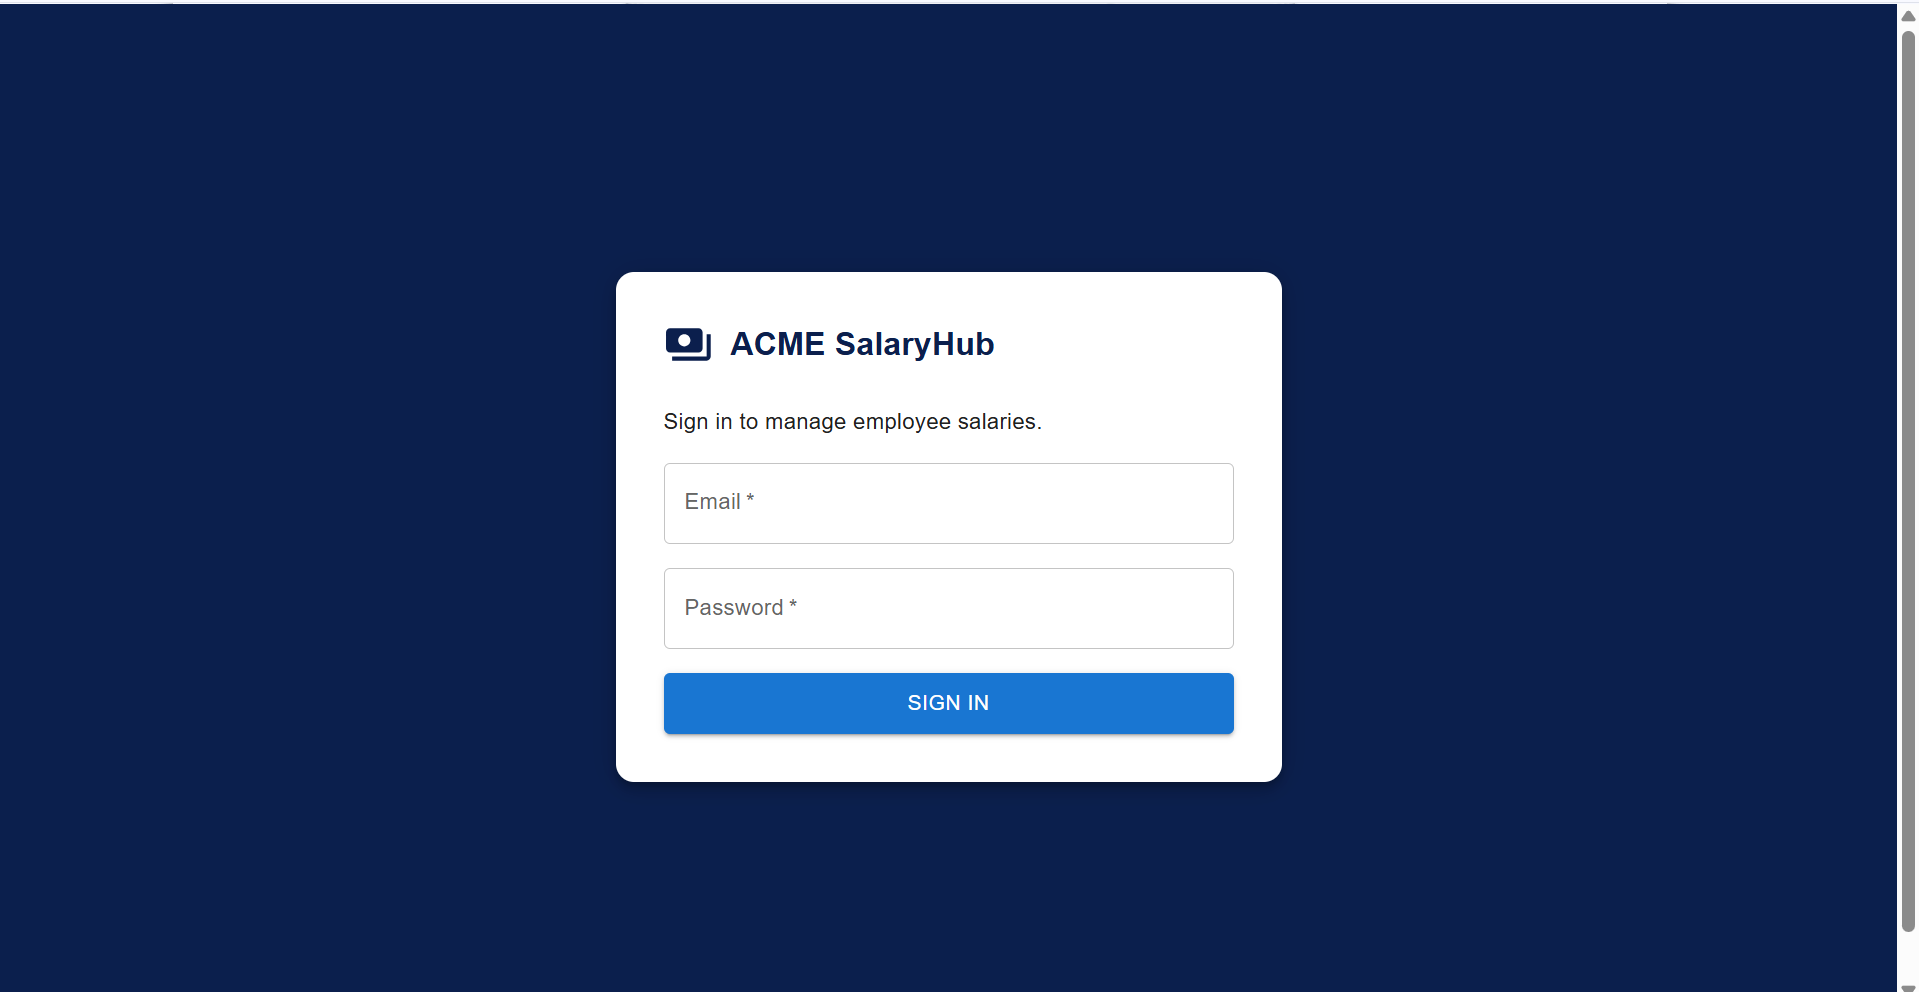 ACME SalaryHub
Sign in to manage employee salaries.
Email *
Password *
SIGN IN